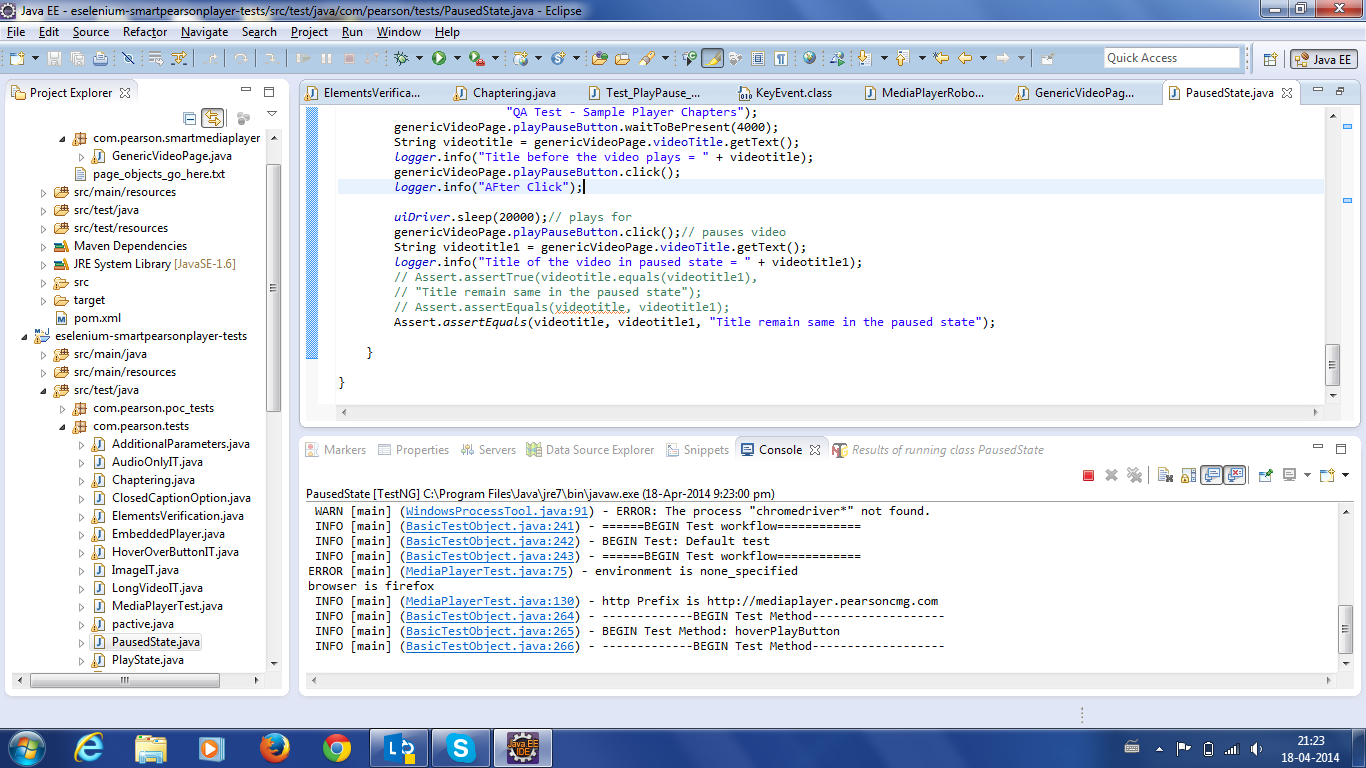 Java EE - eselenium-smartpearsonplayer-tests/src/test/java/com/pearson/tests/PausedState.java - Eclipse
File Edit Source Refactor Navigate Search Project Run Window Help
Quick Access
Java EE
Project Explorer
com.pearson.smartmediaplayer
GenericVideoPage.java
page_objects_go_here.txt
src/main/resources
src/test/java
src/test/resources
Maven Dependencies
JRE System Library [JavaSE-1.6]
src
target
pom.xml
eselenium-smartpearsonplayer-tests
src/main/java
src/main/resources
src/test/java
com.pearson.poc_tests
com.pearson.tests
AdditionalParameters.java
AudioOnlyIT.java
Chaptering.java
ClosedCaptionOption.java
ElementsVerification.java
EmbeddedPlayer.java
HoverOverButtonIT.java
ImageIT.java
LongVideoIT.java
MediaPlayerTest.java
pactive.java
PausedState.java
PlayState.java
ElementsVerifica... Chaptering.java Test_PlayPause_... KeyEvent.class MediaPlayerRobo... GenericVideoPag... PausedState.java
"QA Test - Sample Player Chapters");
genericVideoPage.playPauseButton.waitToBePresent(4000);
String videotitle = genericVideoPage.videoTitle.getText();
logger.info("Title before the video plays = " + videotitle);
genericVideoPage.playPauseButton.click();
logger.info("AFter Click");
uiDriver.sleep(20000);// plays for
genericVideoPage.playPauseButton.click();// pauses video
String videotitle1 = genericVideoPage.videoTitle.getText();
logger.info("Title of the video in paused state = " + videotitle1);
// Assert.assertTrue(videotitle.equals(videotitle1),
// "Title remain same in the paused state");
// Assert.assertEquals(videotitle, videotitle1);
Assert.assertEquals(videotitle, videotitle1, "Title remain same in the paused state");
}
}
Markers Properties Servers Data Source Explorer Snippets Console Results of running class PausedState
PausedState [TestNG] C:\Program Files\Java\jre7\bin\javaw.exe (18-Apr-2014 9:23:00 pm)
WARN [main] (WindowsProcessTool.java:91) - ERROR: The process "chromedriver*" not found.
INFO [main] (BasicTestObject.java:241) - ======BEGIN Test workflow============
INFO [main] (BasicTestObject.java:242) - BEGIN Test: Default test
INFO [main] (BasicTestObject.java:243) - ======BEGIN Test workflow============
ERROR [main] (MediaPlayerTest.java:75) - environment is none_specified
browser is firefox
INFO [main] (MediaPlayerTest.java:130) - http Prefix is http://mediaplayer.pearsoncmg.com
INFO [main] (BasicTestObject.java:264) - -------------BEGIN Test Method-------------------
INFO [main] (BasicTestObject.java:265) - BEGIN Test Method: hoverPlayButton
INFO [main] (BasicTestObject.java:266) - -------------BEGIN Test Method-------------------
Java EE
IDE
21:23
18-04-2014